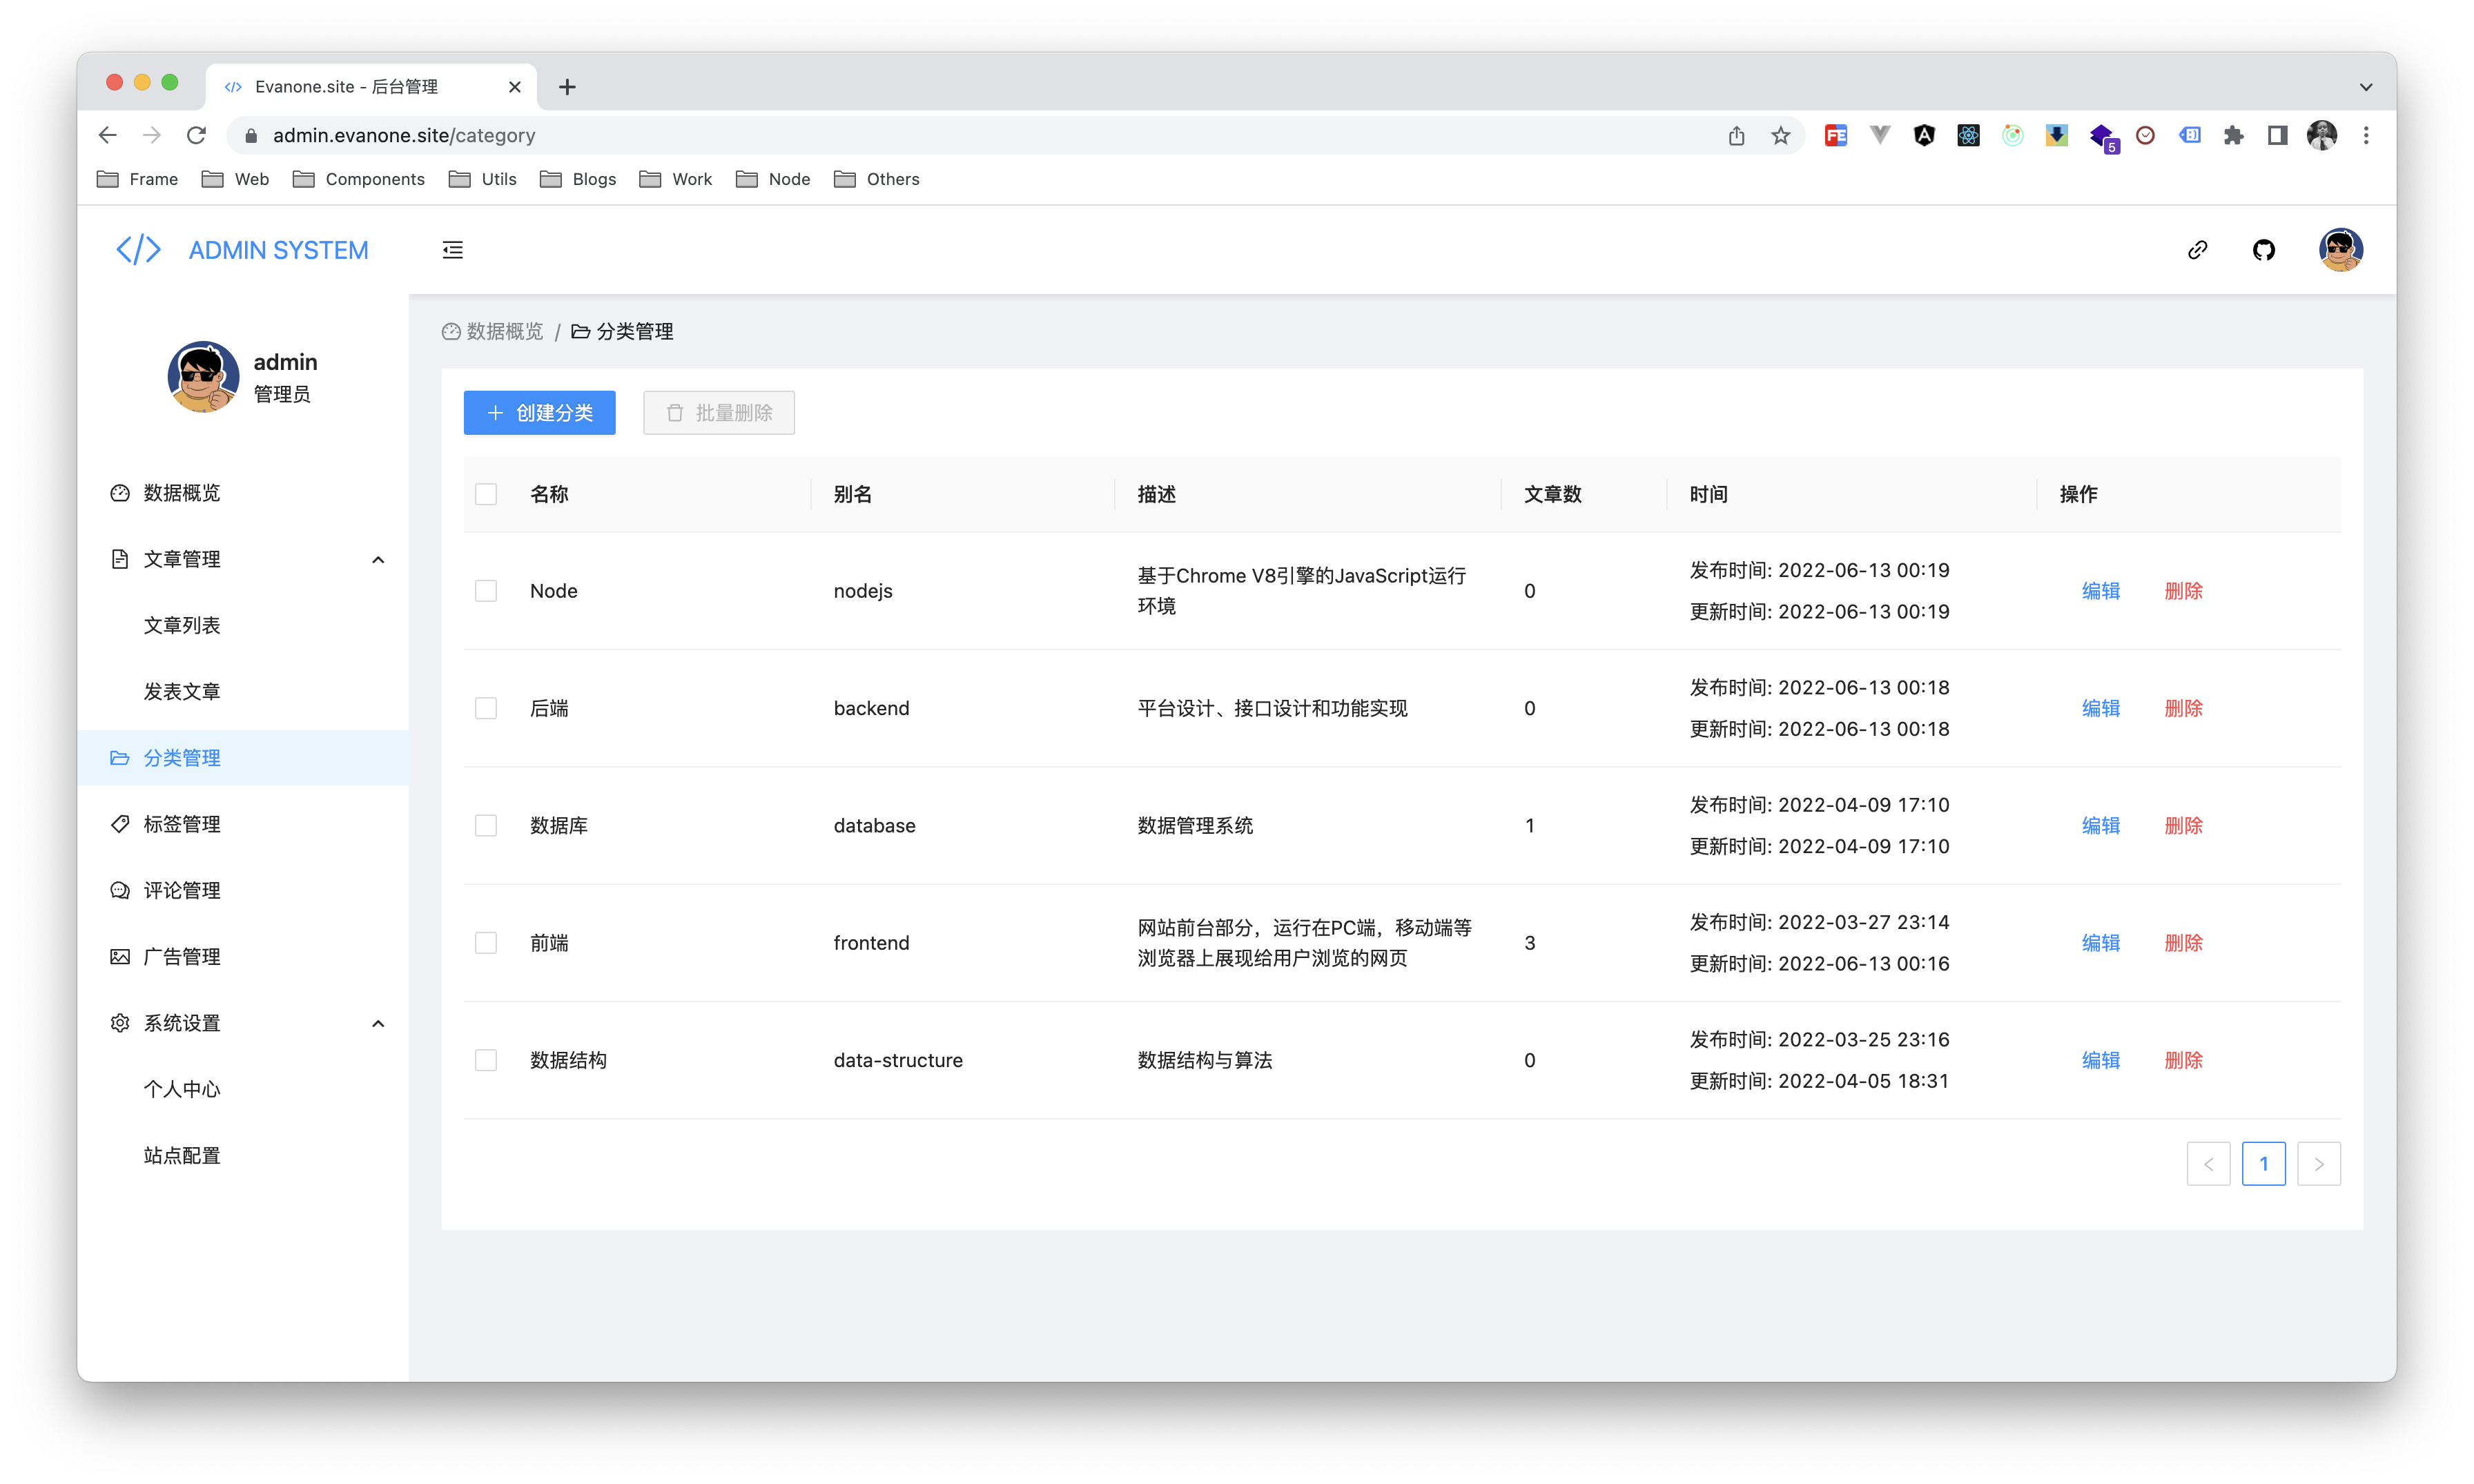 Evanone.site - 后台管理
admin.evanone.site/category
5
Frame Web Components Utils Blogs Work Node Others
ADMIN SYSTEM
admin
管理员
数据概览
文章管理
文章列表
发表文章
分类管理
标签管理
评论管理
广告管理
系统设置
个人中心
站点配置
数据概览 / 分类管理
创建分类 批量删除
名称 别名 描述 文章数 时间 操作
Node nodejs 基于Chrome V8引擎的JavaScript运行
环境
0
发布时间: 2022-06-13 00:19
更新时间: 2022-06-13 00:19
编辑 删除
后端 backend 平台设计、接口设计和功能实现 0
发布时间: 2022-06-13 00:18
更新时间: 2022-06-13 00:18
编辑 删除
数据库 database 数据管理系统 1
发布时间: 2022-04-09 17:10
更新时间: 2022-04-09 17:10
编辑 删除
前端 frontend 网站前台部分，运行在PC端，移动端等
浏览器上展现给用户浏览的网页
3
发布时间: 2022-03-27 23:14
更新时间: 2022-06-13 00:16
编辑 删除
数据结构 data-structure 数据结构与算法 0
发布时间: 2022-03-25 23:16
更新时间: 2022-04-05 18:31
编辑 删除
1